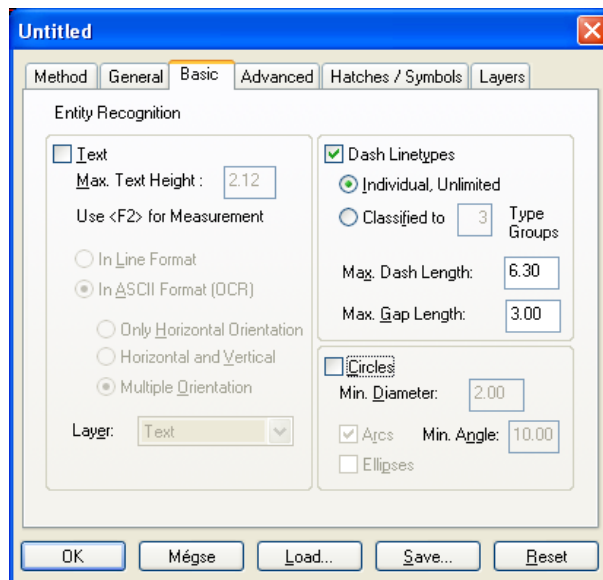 Untitled
Method General Basic Advanced Hatches / Symbols Layers
Entity Recognition
Text
Max. Text Height : 2.12
Use <F2> for Measurement
In Line Format
In ASCII Format (OCR)
Only Horizontal Orientation
Horizontal and Vertical
Multiple Orientation
Layer: Text
Dash Linetypes
Individual, Unlimited
Classified to 3 Type Groups
Max. Dash Length: 6.30
Max. Gap Length: 3.00
Circles
Min. Diameter: 2.00
Arcs Min. Angle: 10.00
Ellipses
OK Mégse Load... Save... Reset